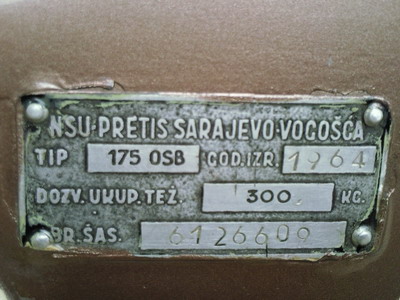 NSU-PRETIS SARAJEVO-VOGOŠĆA
TIP 175 OSB GOD.IZR. 1964
DOZV. UKUP. TEŽ. 300 KG.
BR. ŠAS. 6126609